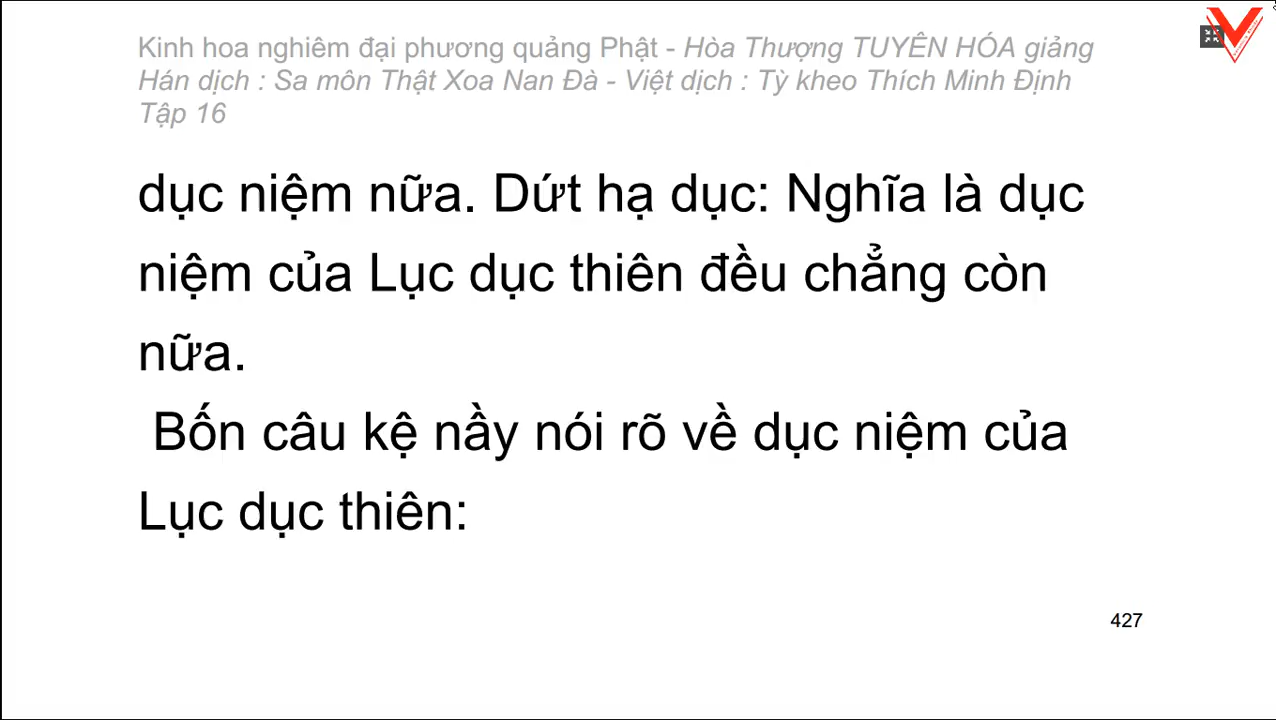 Kinh hoa nghiêm đại phương quảng Phật - Hòa Thượng TUYÊN HÓA giảng
Hán dịch : Sa môn Thật Xoa Nan Đà - Việt dịch : Tỳ kheo Thích Minh Định
Tập 16
dục niệm nữa. Dứt hạ dục: Nghĩa là dục
niệm của Lục dục thiên đều chẳng còn
nữa.
Bốn câu kệ nầy nói rõ về dục niệm của
Lục dục thiên:
427